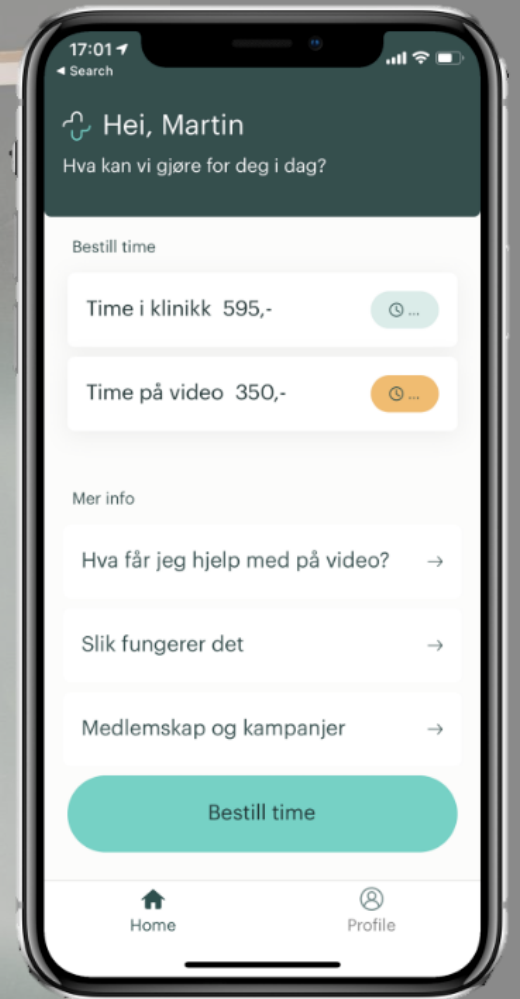 17:01
◀ Search
Hei, Martin
Hva kan vi gjøre for deg i dag?
Bestill time
Time i klinikk 595,-
...
Time på video 350,-
...
Mer info
Hva får jeg hjelp med på video? →
Slik fungerer det →
Medlemskap og kampanjer →
Bestill time
Home
Profile